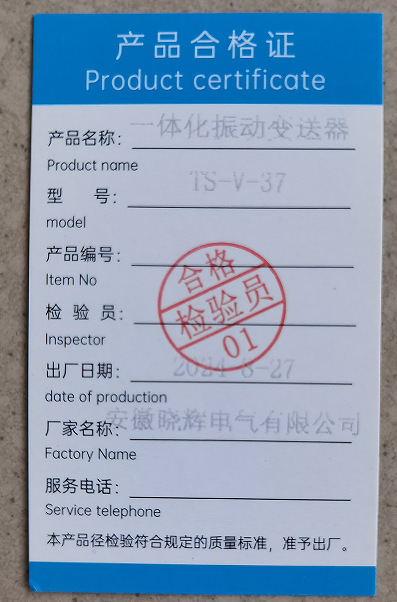 产品合格证
Product certificate
产品名称： 一体化振动变送器
Product name
型 号： TS-V-37
model
产品编号：
Item No
合格
检验员
01
检 验 员：
Inspector
出厂日期： 2024-8-27
date of production
厂家名称： 安徽晓辉电气有限公司
Factory Name
服务电话：
Service telephone
本产品径检验符合规定的质量标准，准予出厂。